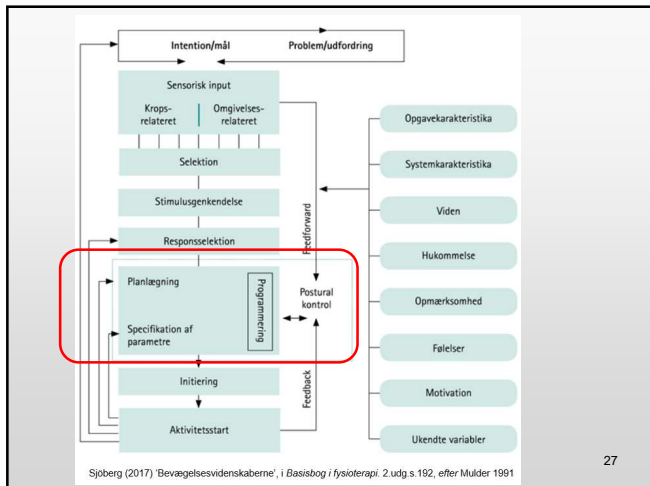 Intention/mål
Problem/udfordring
Sensorisk input
Krops-
relateret
Omgivelses-
relateret
Selektion
Stimulusgenkendelse
Responsselektion
Planlægning
Specifikation af
parametre
Programmering
Initiering
Aktivitetsstart
Feedforward
Postural
kontrol
Feedback
Opgavekarakteristika
Systemkarakteristika
Viden
Hukommelse
Opmærksomhed
Følelser
Motivation
Ukendte variabler
Sjöberg (2017) 'Bevægelsesvidenskaberne', i Basisbog i fysioterapi. 2.udg.s.192, efter Mulder 1991
27